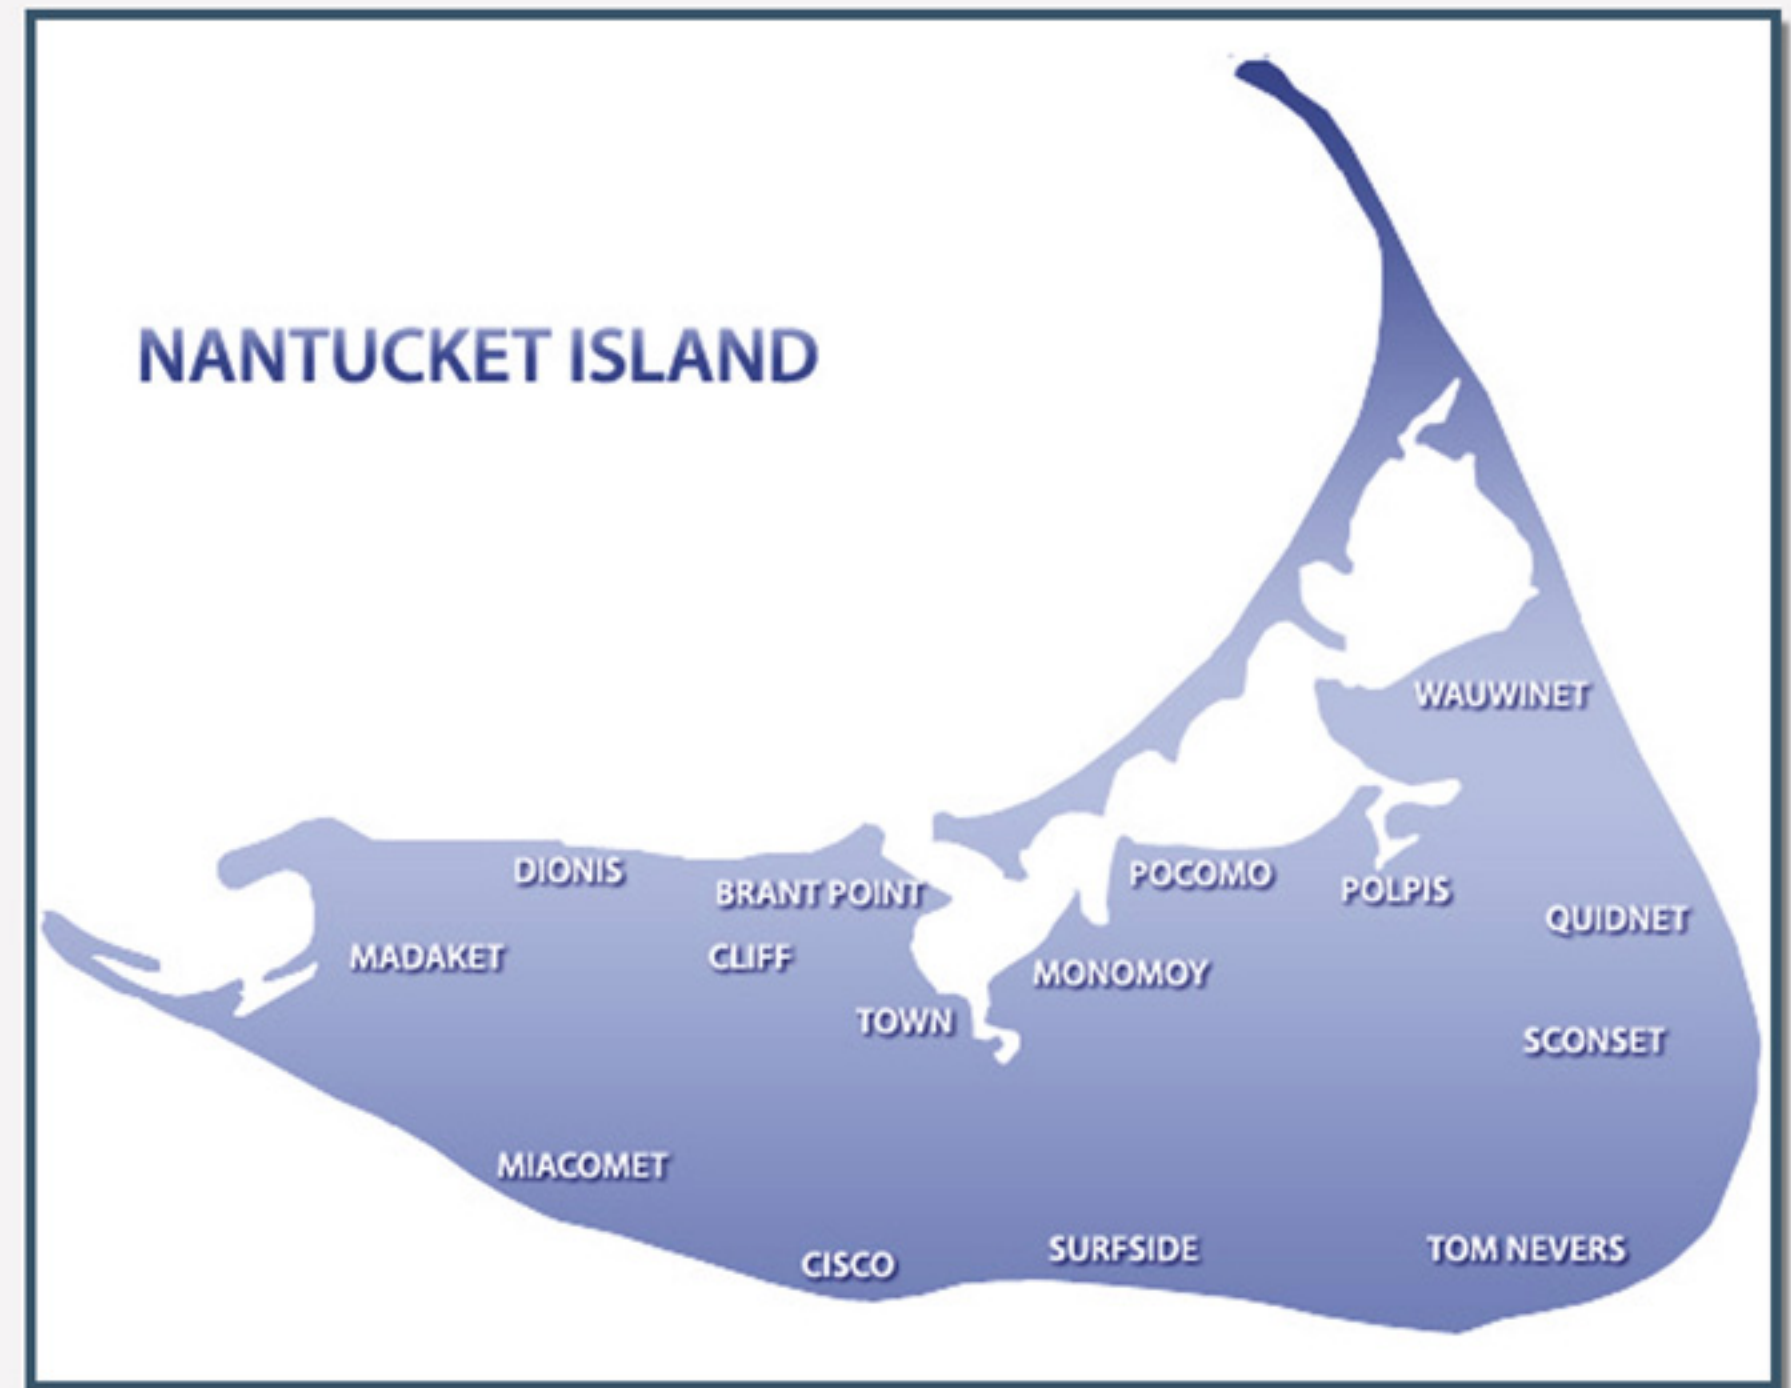 NANTUCKET ISLAND
WAUWINET
DIONIS
BRANT POINT
POCOMO
POLPIS
QUIDNET
MADAKET
CLIFF
MONOMOY
TOWN
SCONSET
MIACOMET
CISCO
SURFSIDE
TOM NEVERS